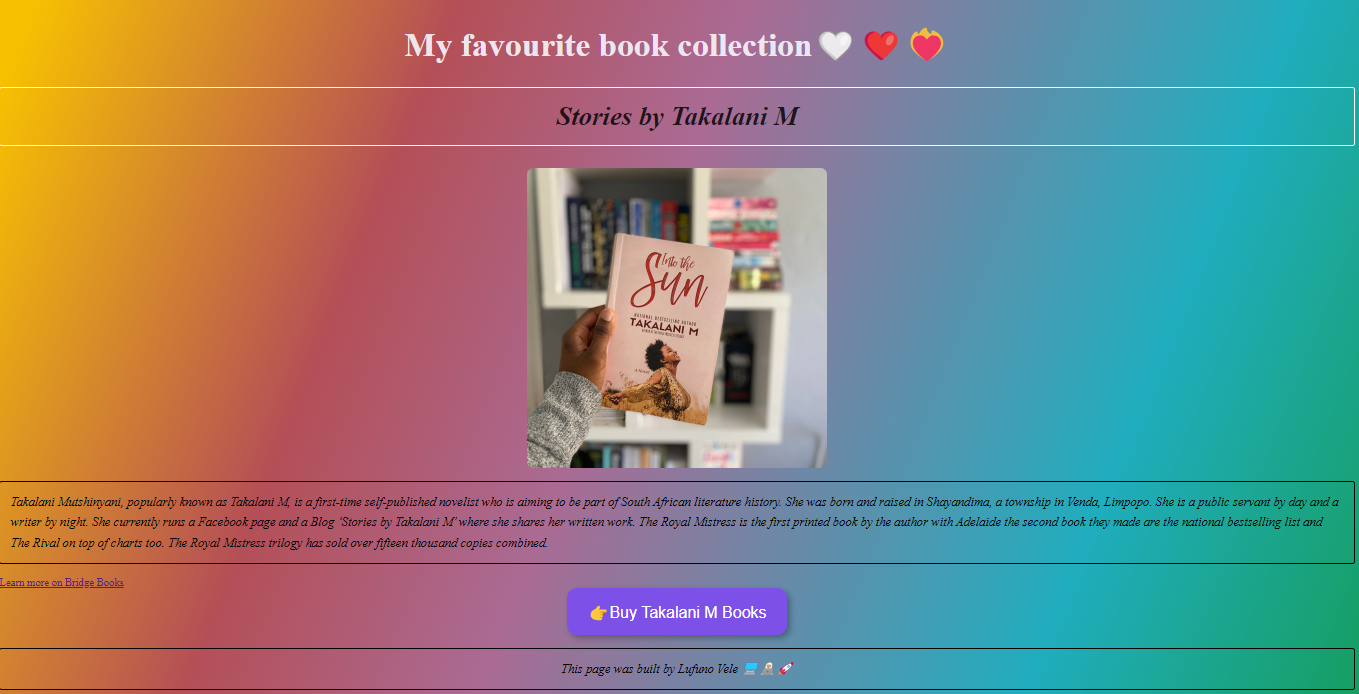 My favourite book collection 🤍 ❤️ ❤️‍🔥
Stories by Takalani M
Into the
Sun
NATIONAL BESTSELLING AUTHOR
TAKALANI M
A Novel
Takalani Mutshinyani, popularly known as Takalani M, is a first-time self-published novelist who is aiming to be part of South African literature history. She was born and raised in Shayandima, a township in Venda, Limpopo. She is a public servant by day and a
writer by night. She currently runs a Facebook page and a Blog ‘Stories by Takalani M’ where she shares her written work. The Royal Mistress is the first printed book by the author with Adelaide the second book they made are the national bestselling list and
The Rival on top of charts too. The Royal Mistress trilogy has sold over fifteen thousand copies combined.
Learn more on Bridge Books
👉Buy Takalani M Books
This page was built by Lufuno Vele 💻👩🏼‍🚀🚀